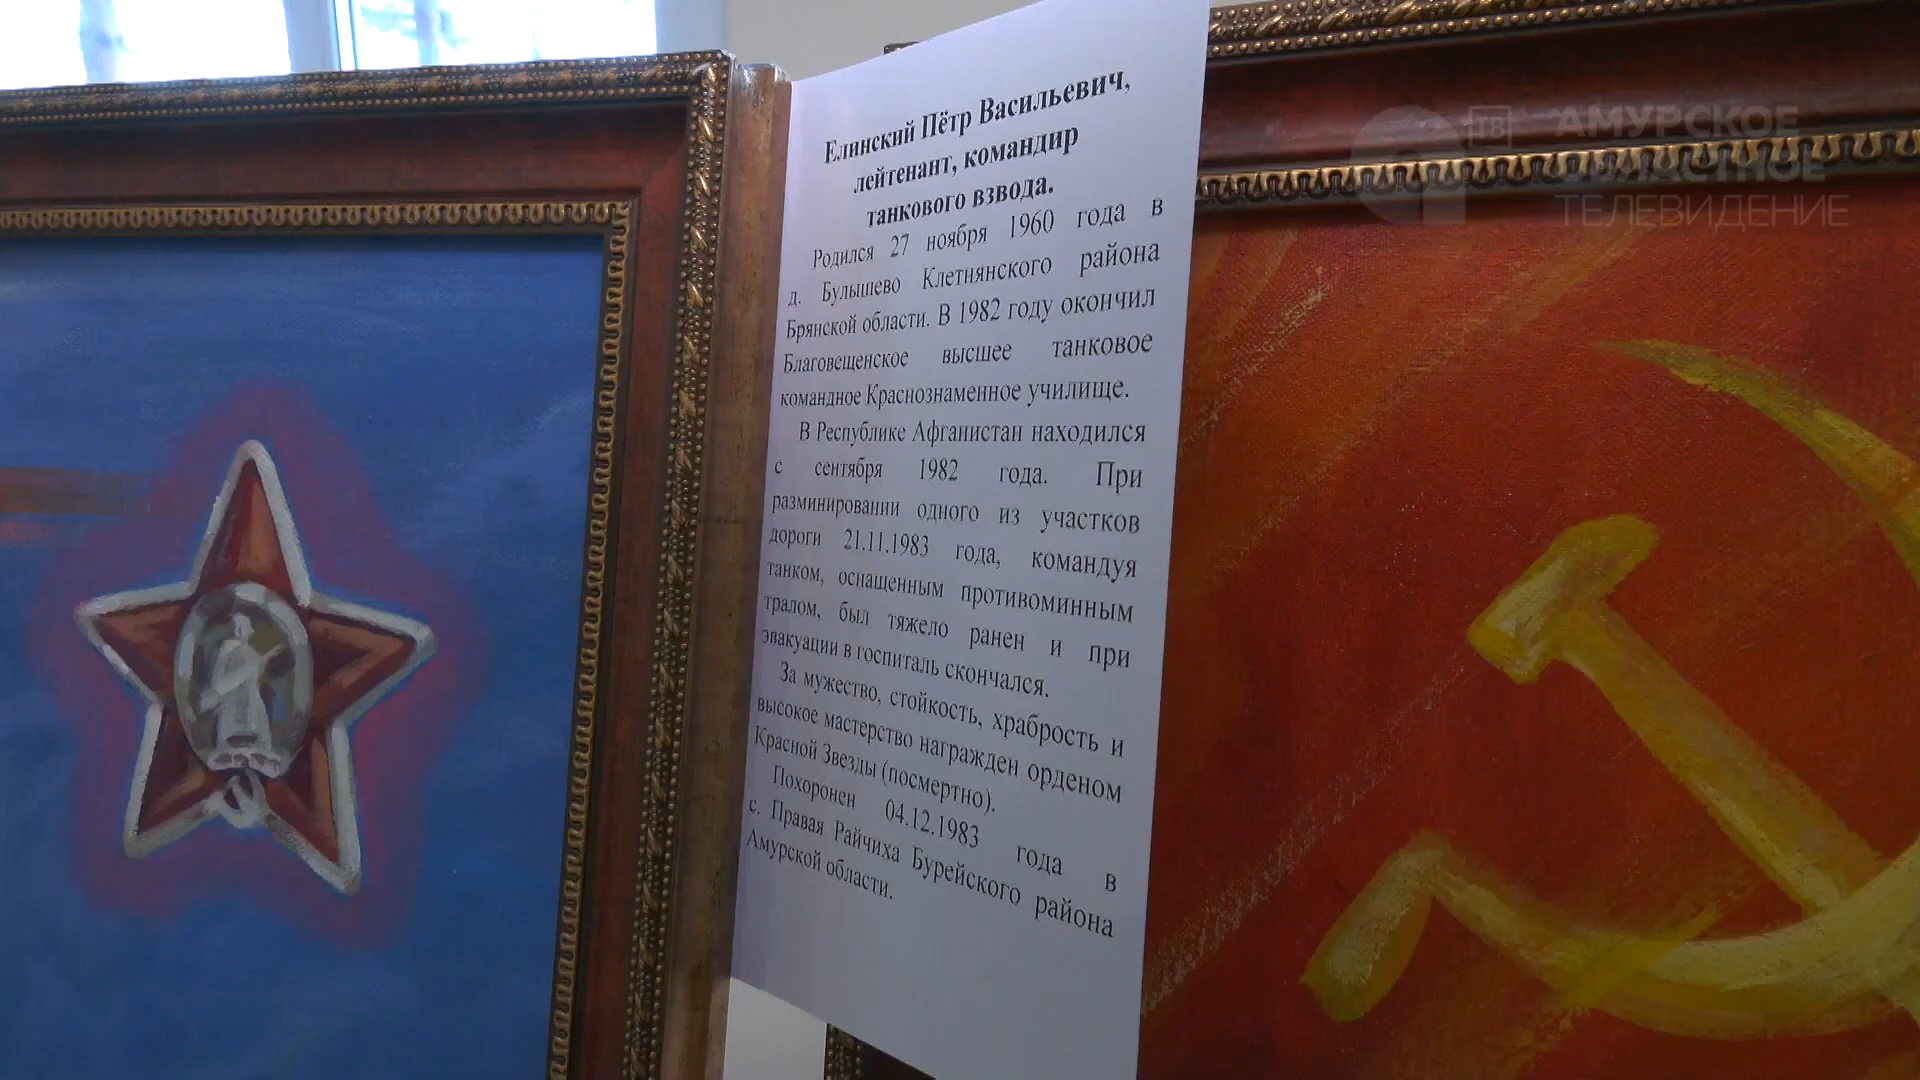 Елинский Пётр Васильевич,
лейтенант, командир
танкового взвода.
Родился 27 ноября 1960 года в
д. Булышево Клетнянского района
Брянской области. В 1982 году окончил
Благовещенское высшее танковое
командное Краснознаменное училище.
В Республике Афганистан находился
с сентября 1982 года. При
разминировании одного из участков
дороги 21.11.1983 года, командуя
танком, оснащенным противоминным
тралом, был тяжело ранен и при
эвакуации в госпиталь скончался.
За мужество, стойкость, храбрость и
высокое мастерство награжден орденом
Красной Звезды (посмертно).
Похоронен 04.12.1983 года в
с. Правая Райчиха Бурейского района
Амурской области.
ТВ
АМУРСКОЕ
ОБЛАСТНОЕ
ТЕЛЕВИДЕНИЕ